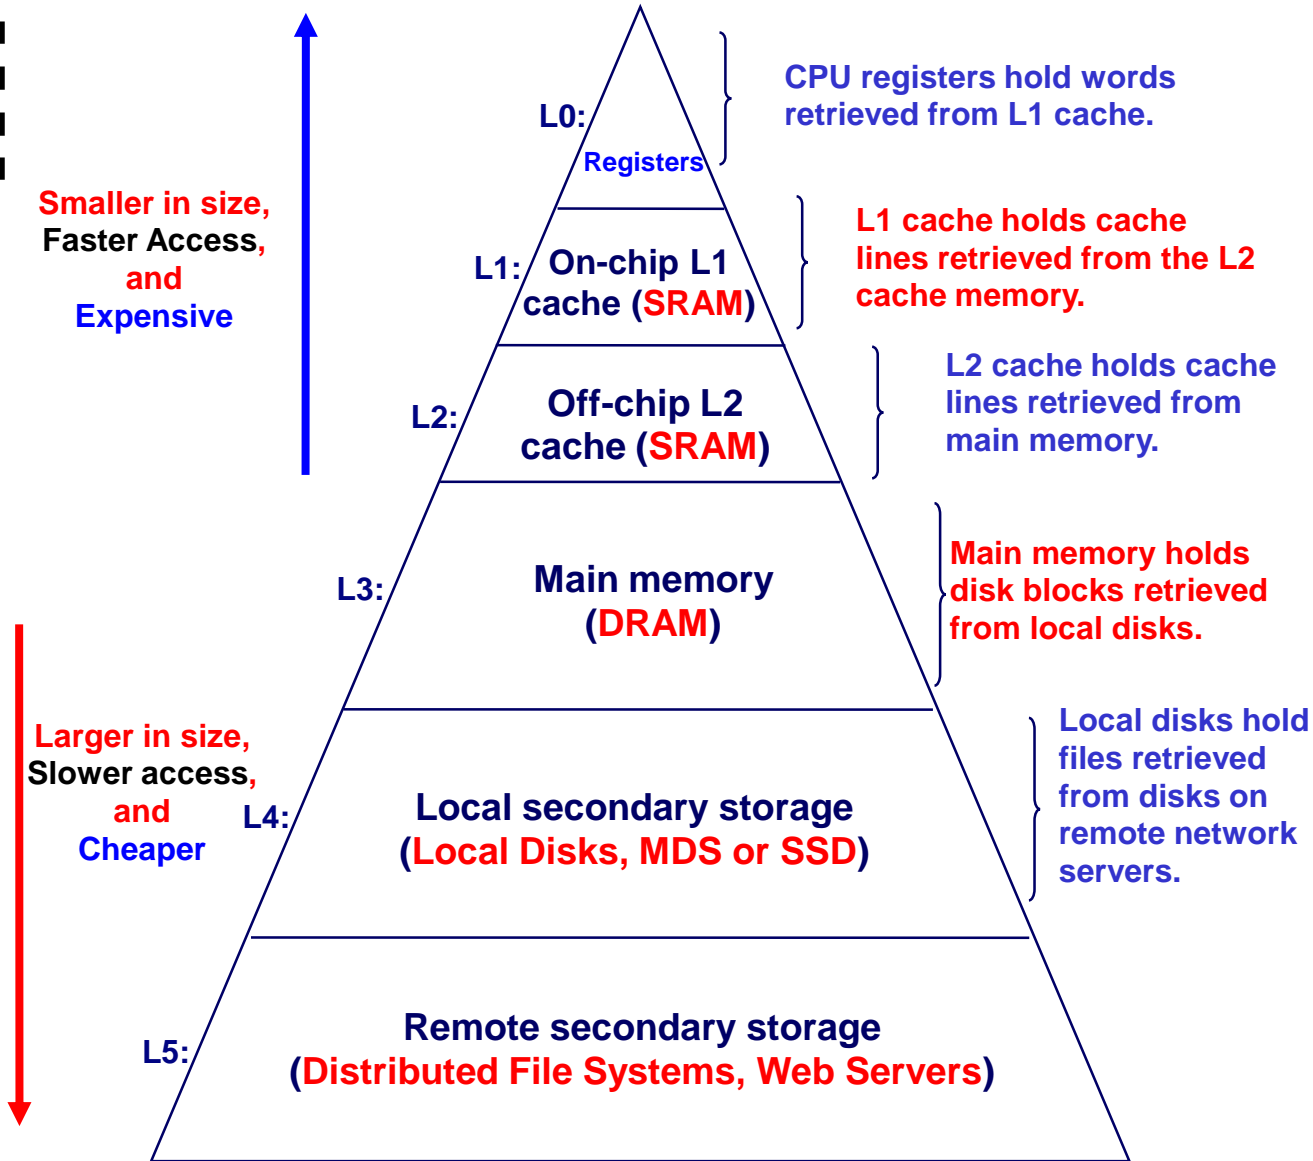 L0:
Registers
CPU registers hold words
retrieved from L1 cache.
Smaller in size,
Faster Access,
and
Expensive
L1:
On-chip L1
cache (SRAM)
L1 cache holds cache
lines retrieved from the L2
cache memory.
L2:
Off-chip L2
cache (SRAM)
L2 cache holds cache
lines retrieved from
main memory.
L3:
Main memory
(DRAM)
Main memory holds
disk blocks retrieved
from local disks.
Larger in size,
Slower access,
and
Cheaper
L4:
Local secondary storage
(Local Disks, MDS or SSD)
Local disks hold
files retrieved
from disks on
remote network
servers.
L5:
Remote secondary storage
(Distributed File Systems, Web Servers)